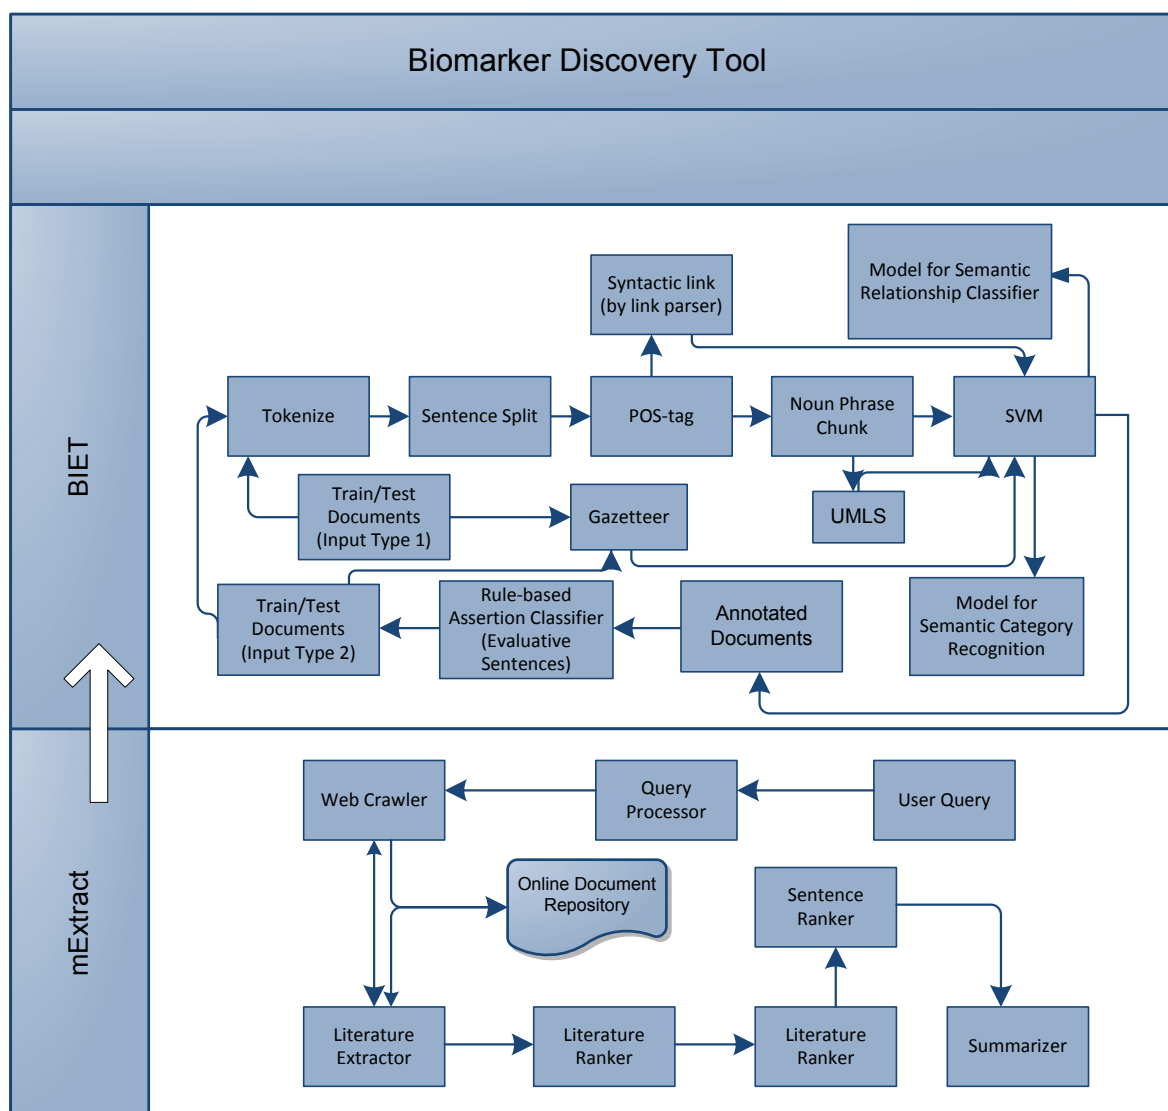 Biomarker Discovery Tool
BIET
Syntactic link
(by link parser)
Model for Semantic
Relationship Classifier
Tokenize
Sentence Split
POS-tag
Noun Phrase
Chunk
SVM
Train/Test
Documents
(Input Type 1)
Gazetteer
UMLS
Train/Test
Documents
(Input Type 2)
Rule-based
Assertion Classifier
(Evaluative
Sentences)
Annotated
Documents
Model for
Semantic Category
Recognition
mExtract
Web Crawler
Query
Processor
User Query
Online Document
Repository
Sentence
Ranker
Literature
Extractor
Literature
Ranker
Literature
Ranker
Summarizer